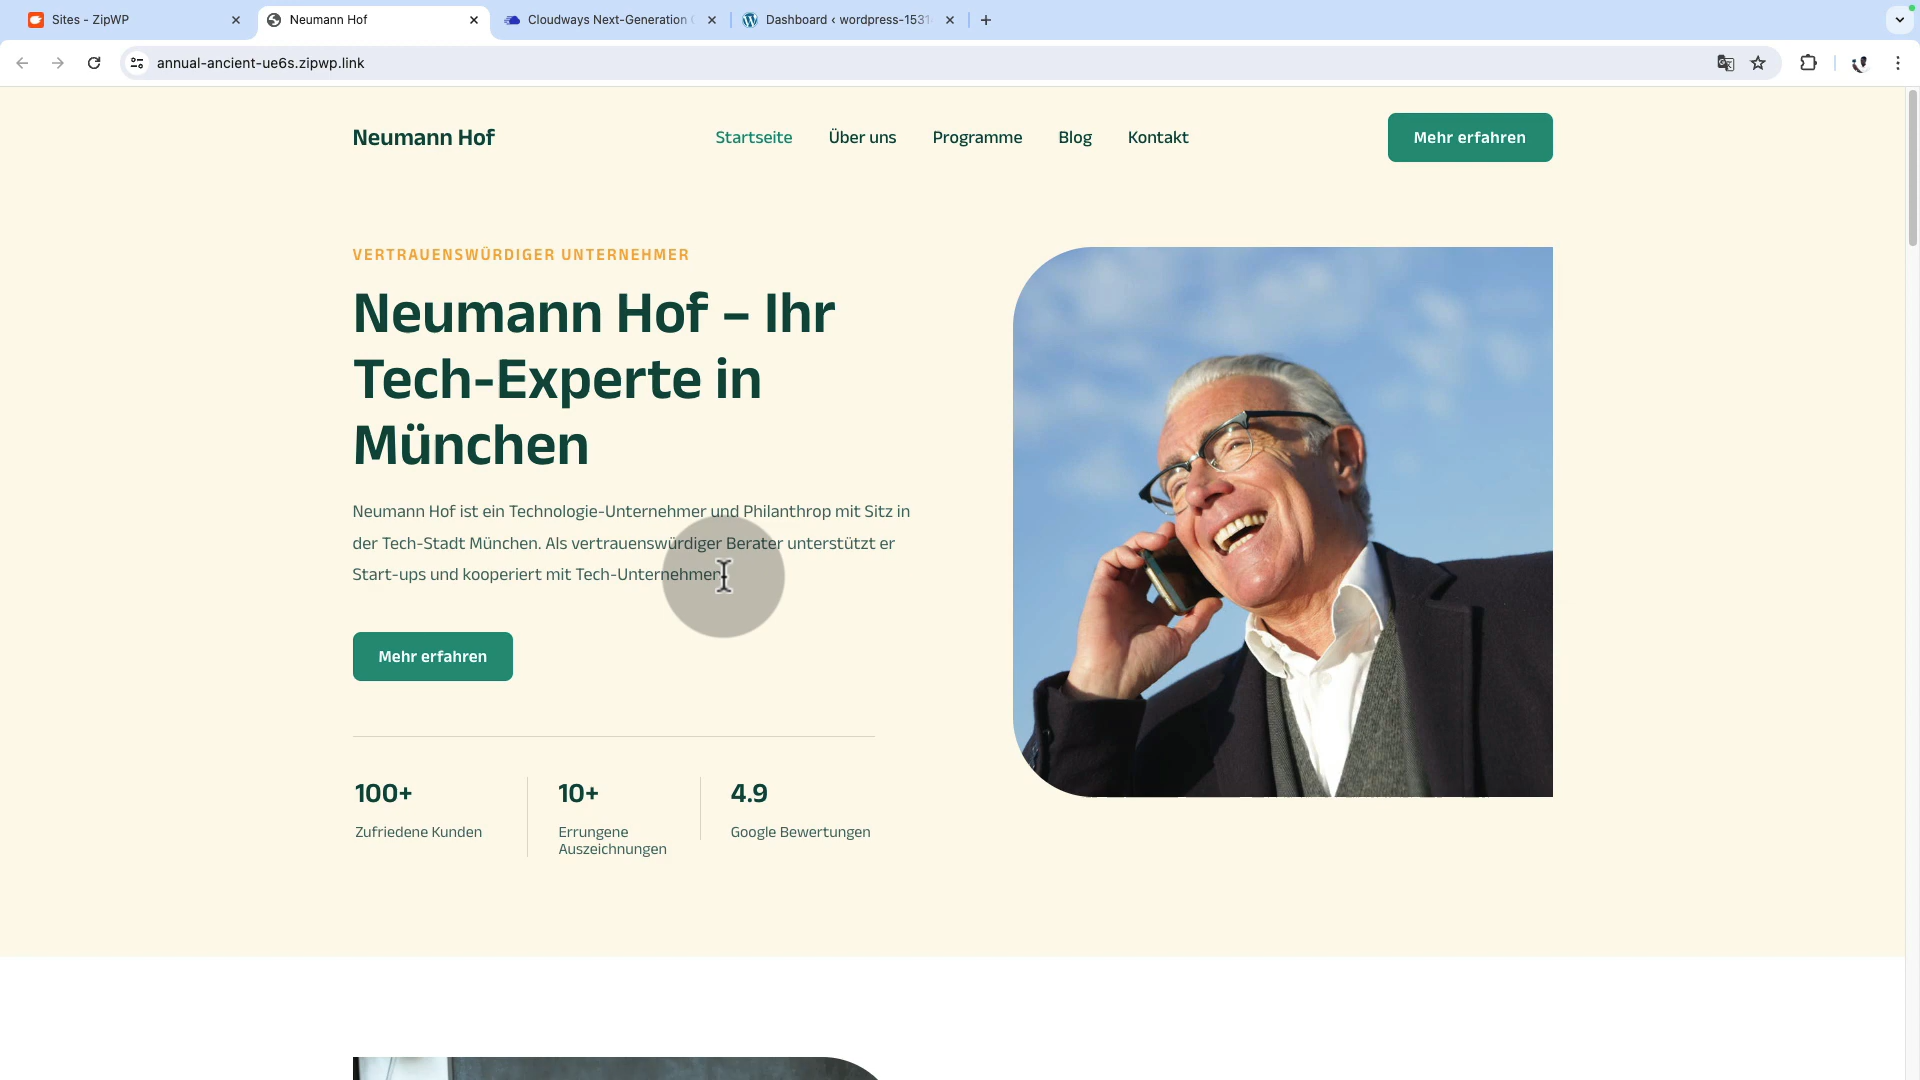 Sites - ZipWP
Neumann Hof
Cloudways Next-Generation
Dashboard ‹ wordpress-1531
annual-ancient-ue6s.zipwp.link
Neumann Hof
Startseite
Über uns
Programme
Blog
Kontakt
Mehr erfahren
VERTRAUENSWÜRDIGER UNTERNEHMER
Neumann Hof – Ihr
Tech-Experte in
München
Neumann Hof ist ein Technologie-Unternehmer und Philanthrop mit Sitz in
der Tech-Stadt München. Als vertrauenswürdiger Berater unterstützt er
Start-ups und kooperiert mit Tech-Unternehmen.
Mehr erfahren
100+
Zufriedene Kunden
10+
Errungene
Auszeichnungen
4.9
Google Bewertungen